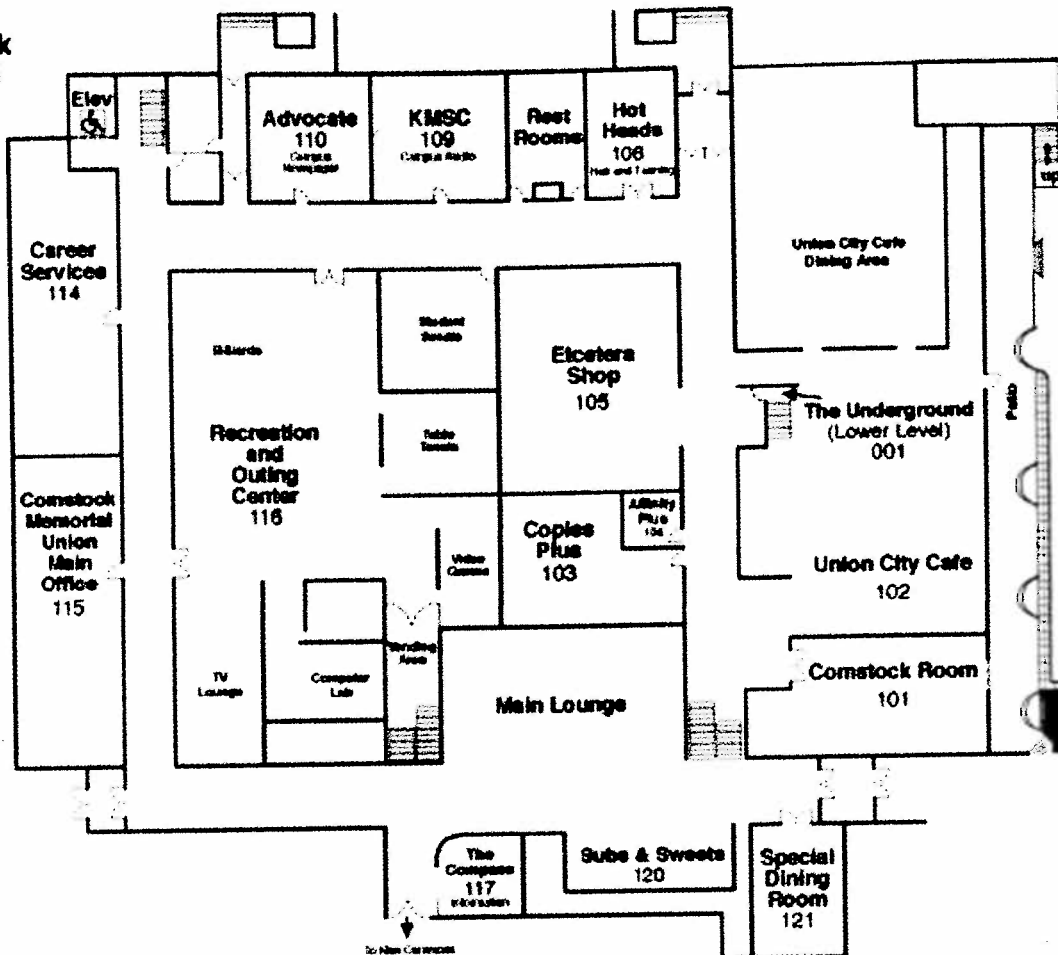 k
Elev
Advocate
110
Campus
Newspaper
KMSC
109
Campus Radio
Rest
Rooms
Hot
Heads
106
Hair and Tanning
up
Career
Services
114
Union City Cafe
Dining Area
Billiards
Student
Etcetera
Shop
105
Patio
The Underground
(Lower Level)
001
Recreation
and
Outing
Center
116
Table
Tennis
Comstock
Memorial
Union
Main
Office
115
Affinity
Plus
104
Copies
Plus
103
Video
Games
Union City Cafe
102
Vending
Area
TV
Lounge
Computer
Lab
Main Lounge
Comstock Room
101
The
Compass
117
Information
Subs & Sweets
120
Special
Dining
Room
121